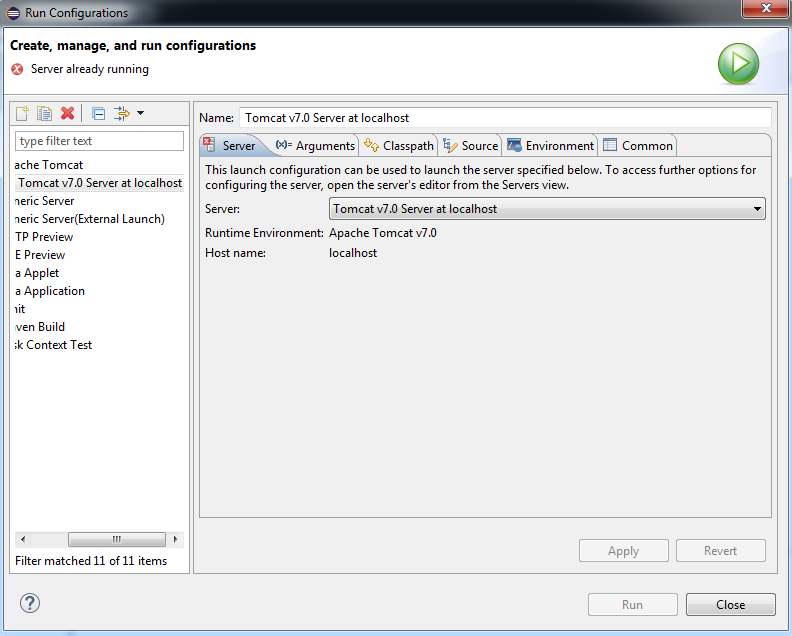 Run Configurations
Create, manage, and run configurations
Server already running
type filter text
ache Tomcat
Tomcat v7.0 Server at localhost
neric Server
neric Server(External Launch)
TP Preview
E Preview
a Applet
a Application
nit
ven Build
sk Context Test
Filter matched 11 of 11 items
Name: Tomcat v7.0 Server at localhost
Server (x)= Arguments Classpath Source Environment Common
This launch configuration can be used to launch the server specified below. To access further options for
configuring the server, open the server's editor from the Servers view.
Server: Tomcat v7.0 Server at localhost
Runtime Environment: Apache Tomcat v7.0
Host name: localhost
Apply Revert
? Run Close